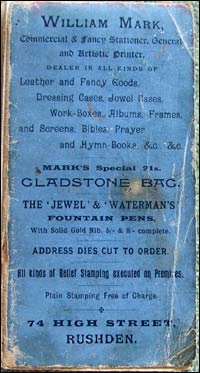 WILLIAM MARK,
Commercial & Fancy Stationer, General
and Artistic Printer.
DEALER IN ALL KINDS OF
Leather and Fancy Goods.
Dressing Cases, Jewel Cases,
Work-Boxes, Albums, Frames,
and Screens, Bibles, Prayer
and Hymn-Books, &c., &c.
MARK'S Special 21s.
GLADSTONE BAG.
THE 'JEWEL' & 'WATERMAN'S'
FOUNTAIN PENS,
With Solid Gold Nib, 5/- & 8/- complete.
ADDRESS DIES CUT TO ORDER.
All kinds of Relief Stamping executed on Premises.
Plain Stamping Free of Charge
74 HIGH STREET,
RUSHDEN.